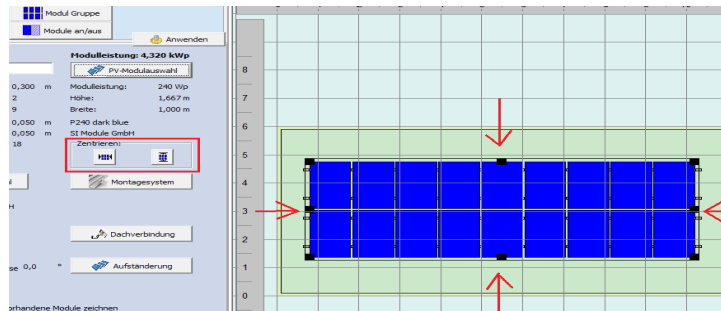 Modul Gruppe
Module an/aus
Anwenden
Modulleistung: 4,320 kWp
PV-Modulauswahl
0,300 m Modulleistung: 240 Wp
2 Höhe: 1,667 m
9 Breite: 1,000 m
0,050 m P240 dark blue
0,050 m SI Module GmbH
18 Zentrieren:
Montagesystem
H
Dachverbindung
se 0,0 ° Aufständerung
orhandene Module zeichnen
8
7
6
5
4
3
2
1
0